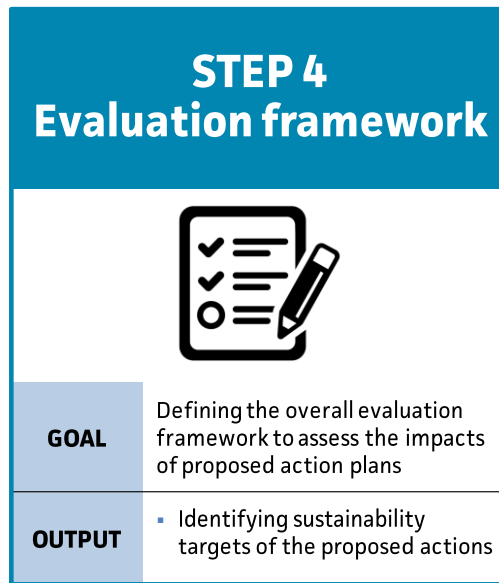 STEP 4
Evaluation framework
GOAL
Defining the overall evaluation
framework to assess the impacts
of proposed action plans
OUTPUT
▪ Identifying sustainability
targets of the proposed actions